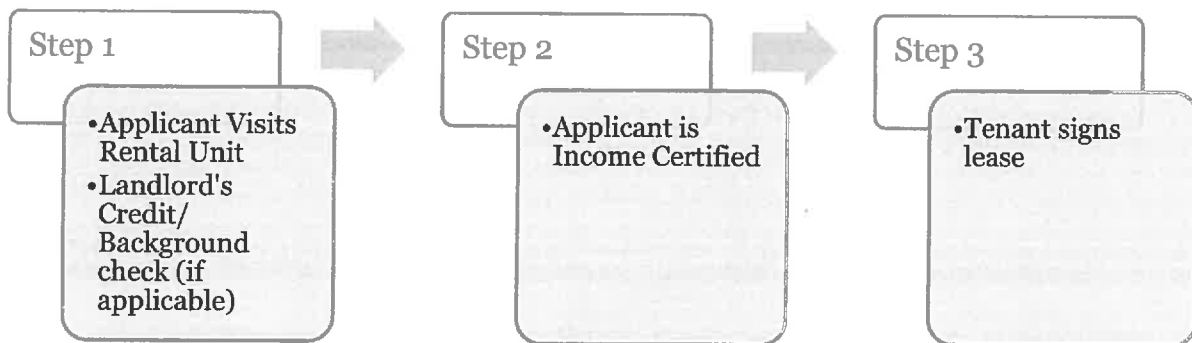 Step 1
•Applicant Visits
Rental Unit
•Landlord's
Credit/
Background
check (if
applicable)
Step 2
•Applicant is
Income Certified
Step 3
•Tenant signs
lease